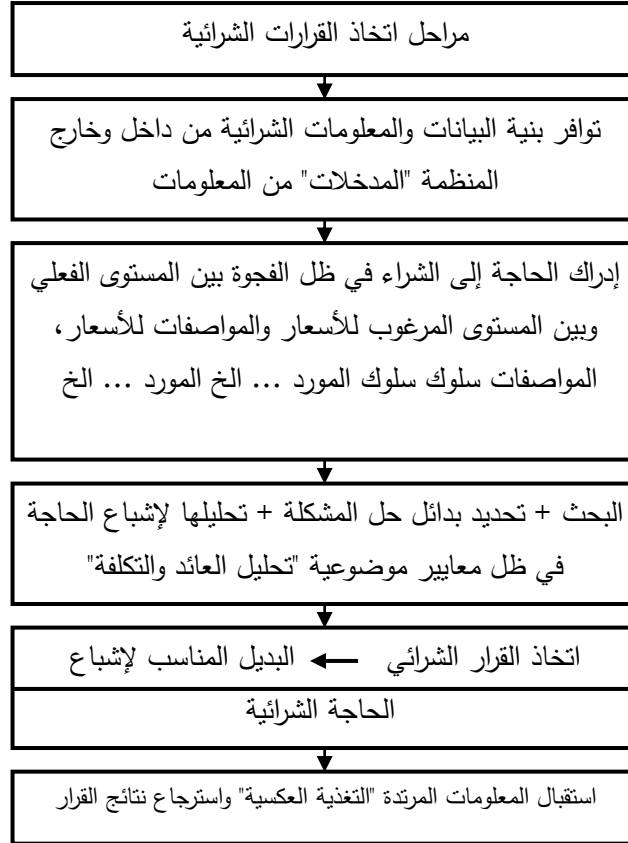 مراحل اتخاذ القرارات الشرائية
توافر بنية البيانات والمعلومات الشرائية من داخل وخارج
المنظمة "المدخلات" من المعلومات
إدراك الحاجة إلى الشراء في ظل الفجوة بين المستوى الفعلي
وبين المستوى المرغوب للأسعار والمواصفات للأسعار،
المواصفات سلوك سلوك المورد ... الخ المورد ... الخ
البحث + تحديد بدائل حل المشكلة + تحليلها لإشباع الحاجة
في ظل معايير موضوعية "تحليل العائد والتكلفة"
اتخاذ القرار الشرائي ← البديل المناسب لإشباع
الحاجة الشرائية
استقبال المعلومات المرتدة "التغذية العكسية" واسترجاع نتائج القرار